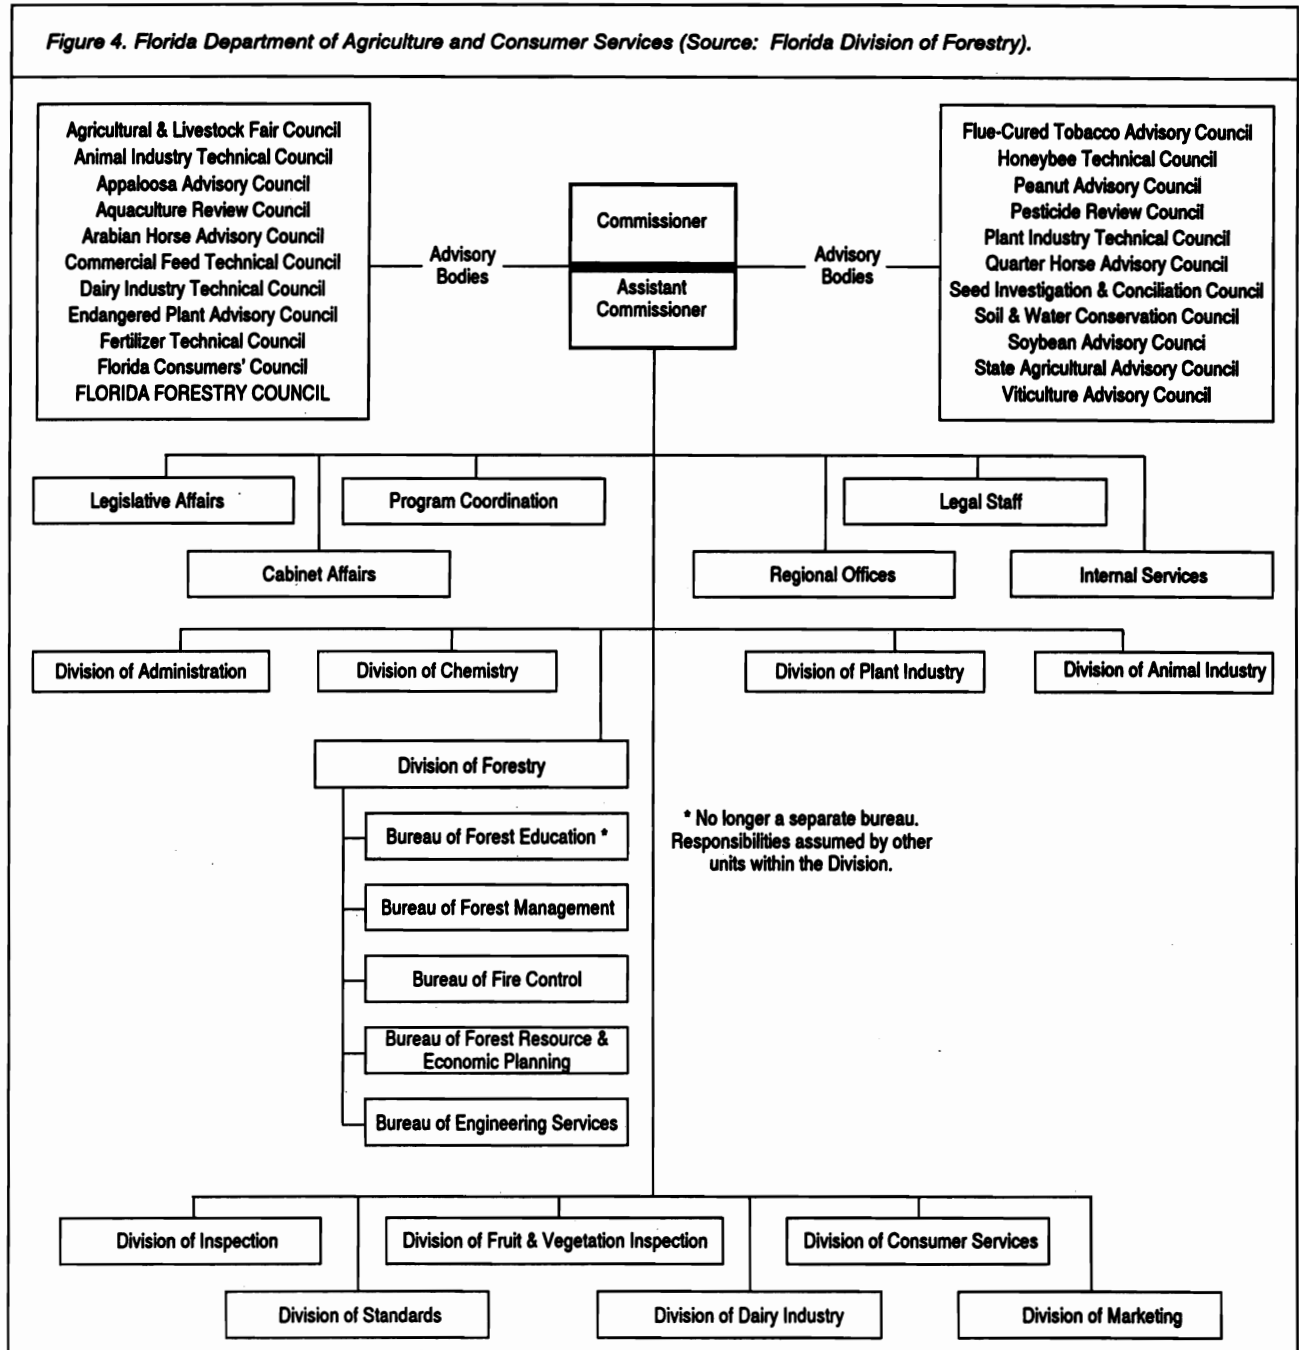 Figure 4. Florida Department of Agriculture and Consumer Services (Source: Florida Division of Forestry).
Agricultural & Livestock Fair Council
Animal Industry Technical Council
Appaloosa Advisory Council
Aquaculture Review Council
Arabian Horse Advisory Council
Commercial Feed Technical Council
Dairy Industry Technical Council
Endangered Plant Advisory Council
Fertilizer Technical Council
Florida Consumers' Council
FLORIDA FORESTRY COUNCIL
Advisory
Bodies
Commissioner
Assistant
Commissioner
Advisory
Bodies
Flue-Cured Tobacco Advisory Council
Honeybee Technical Council
Peanut Advisory Council
Pesticide Review Council
Plant Industry Technical Council
Quarter Horse Advisory Council
Seed Investigation & Conciliation Council
Soil & Water Conservation Council
Soybean Advisory Counci
State Agricultural Advisory Council
Viticulture Advisory Council
Legislative Affairs
Program Coordination
Legal Staff
Cabinet Affairs
Regional Offices
Internal Services
Division of Administration
Division of Chemistry
Division of Plant Industry
Division of Animal Industry
Division of Forestry
Bureau of Forest Education *
Bureau of Forest Management
Bureau of Fire Control
Bureau of Forest Resource &
Economic Planning
Bureau of Engineering Services
* No longer a separate bureau.
Responsibilities assumed by other
units within the Division.
Division of Inspection
Division of Fruit & Vegetation Inspection
Division of Consumer Services
Division of Standards
Division of Dairy Industry
Division of Marketing